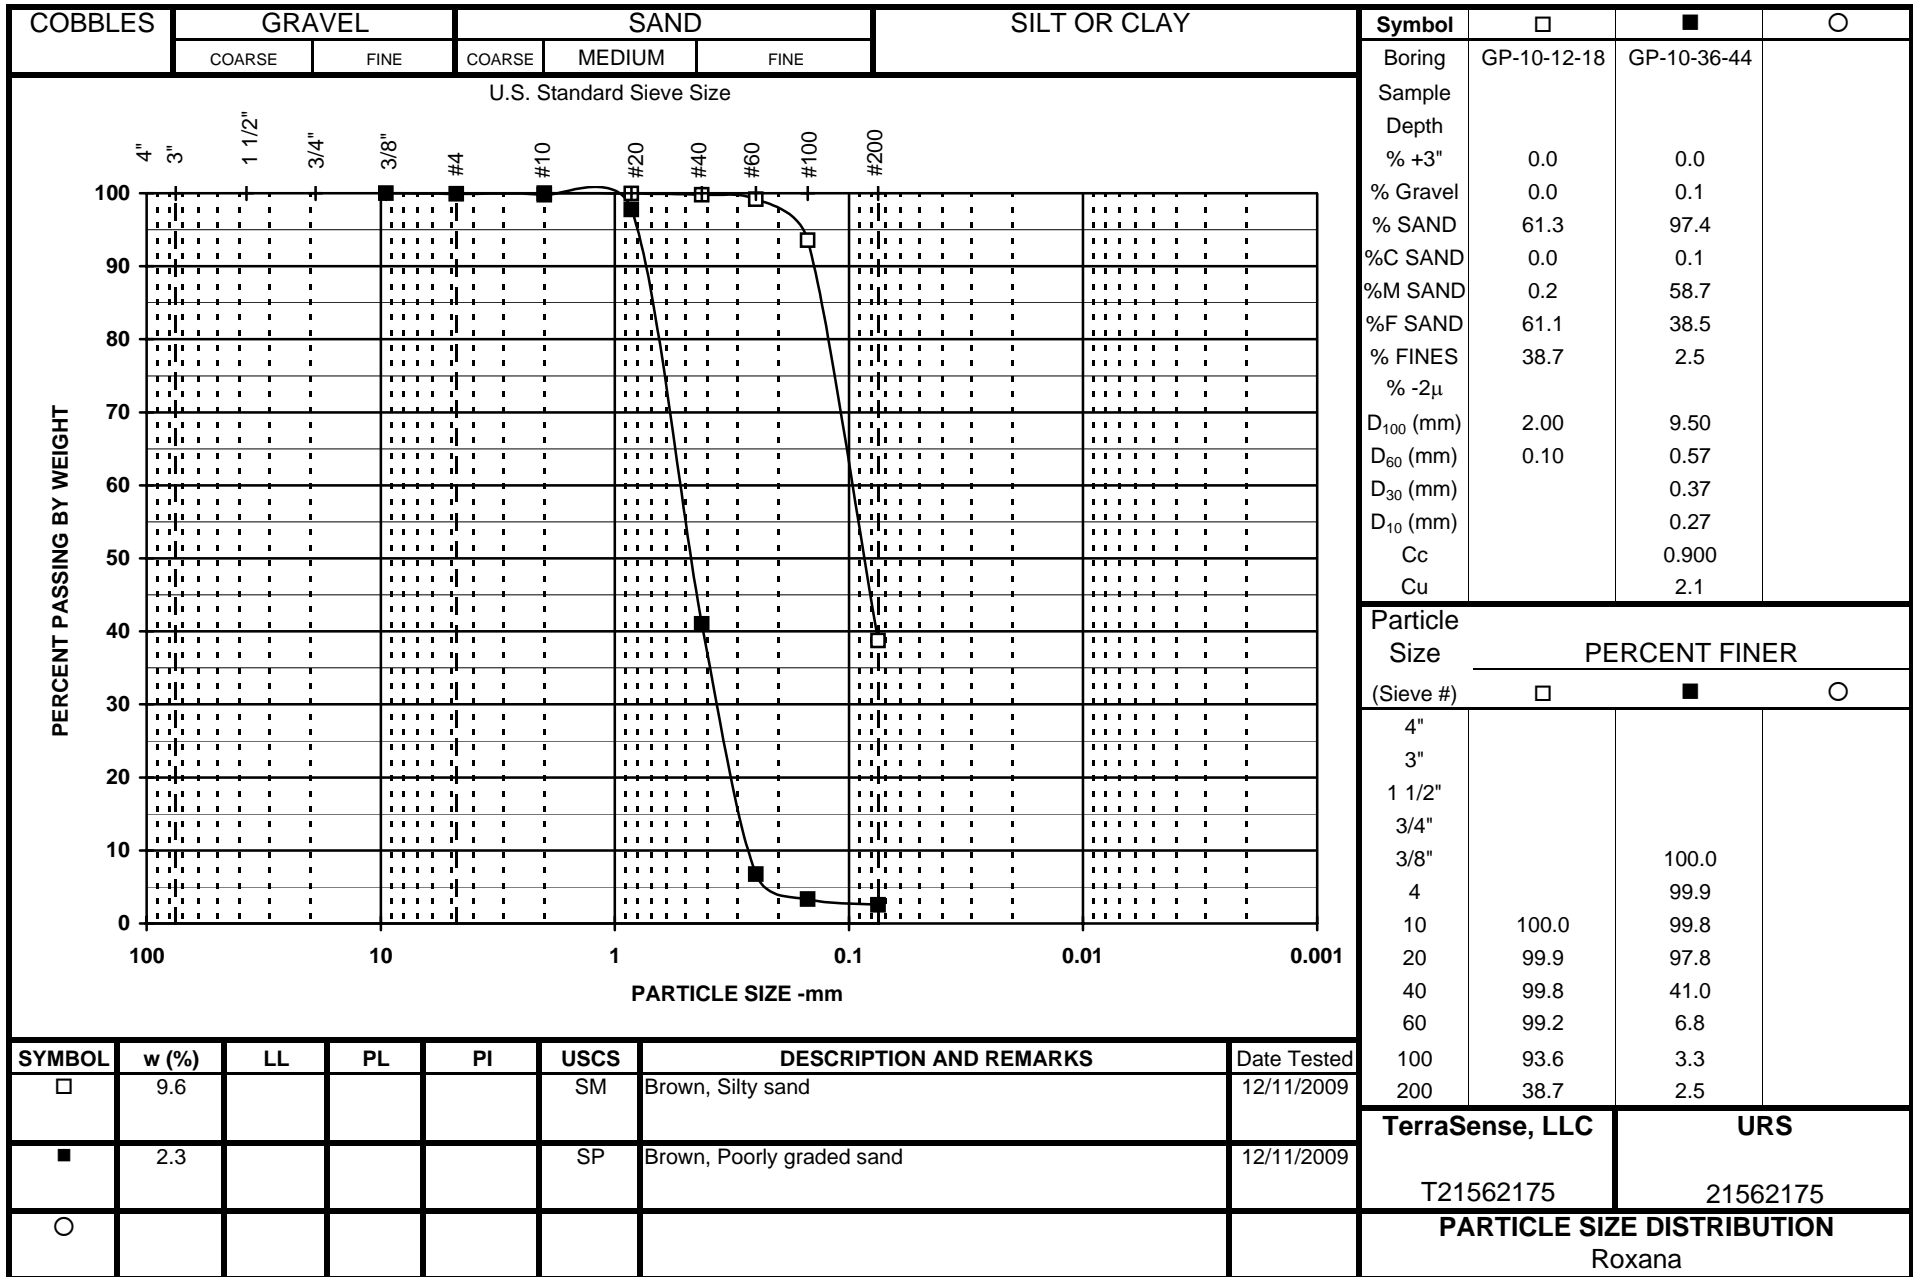 COBBLES GRAVEL SAND SILT OR CLAY
COARSE FINE COARSE MEDIUM FINE
U.S. Standard Sieve Size
4" 3" 1 1/2" 3/4" 3/8" #4 #10 #20 #40 #60 #100 #200
100
90
80
70
60
50
40
30
20
10
0
PERCENT PASSING BY WEIGHT
100 10 1 0.1 0.01 0.001
PARTICLE SIZE -mm
SYMBOL w (%) LL PL PI USCS DESCRIPTION AND REMARKS Date Tested
□ 9.6 SM Brown, Silty sand 12/11/2009
■ 2.3 SP Brown, Poorly graded sand 12/11/2009
○
Symbol □ ■ ○
Boring GP-10-12-18 GP-10-36-44
Sample
Depth
% +3" 0.0 0.0
% Gravel 0.0 0.1
% SAND 61.3 97.4
%C SAND 0.0 0.1
%M SAND 0.2 58.7
%F SAND 61.1 38.5
% FINES 38.7 2.5
% -2µ
D100 (mm) 2.00 9.50
D60 (mm) 0.10 0.57
D30 (mm) 0.37
D10 (mm) 0.27
Cc 0.900
Cu 2.1
Particle
Size PERCENT FINER
(Sieve #) □ ■ ○
4"
3"
1 1/2"
3/4"
3/8" 100.0
4 99.9
10 100.0 99.8
20 99.9 97.8
40 99.8 41.0
60 99.2 6.8
100 93.6 3.3
200 38.7 2.5
TerraSense, LLC URS
T21562175 21562175
PARTICLE SIZE DISTRIBUTION
Roxana